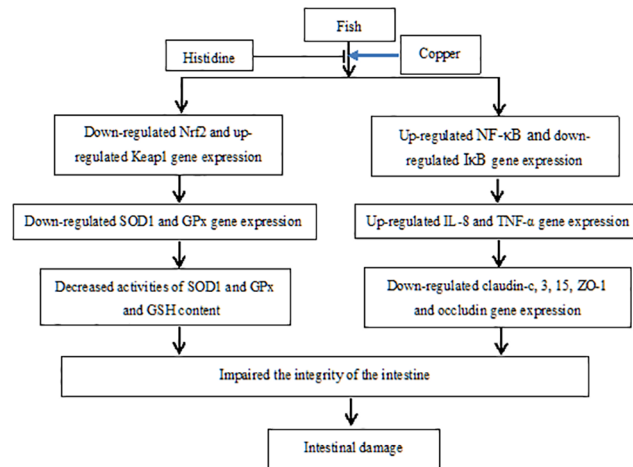 Fish
Histidine
Copper
Down-regulated Nrf2 and up-
regulated Keap1 gene expression
Up-regulated NF-κB and down-
regulated IκB gene expression
Down-regulated SOD1 and GPx gene expression
Up-regulated IL-8 and TNF-α gene expression
Decreased activities of SOD1 and GPx
and GSH content
Down-regulated claudin-c, 3, 15, ZO-1
and occludin gene expression
Impaired the integrity of the intestine
Intestinal damage